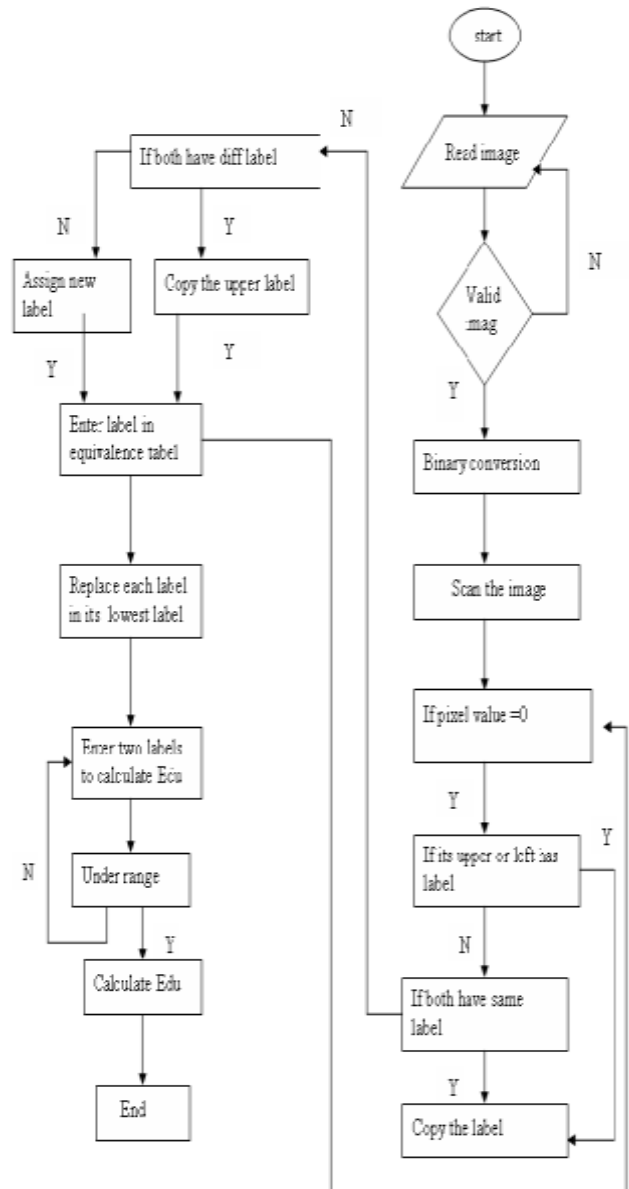 start
Read image
N
Valid
imag
Y
Binary conversion
Scan the image
If pixel value =0
Y
If its upper or left has
label
Y
N
If both have same
label
Y
Copy the label
N
If both have diff label
N
Y
Assign new
label
Copy the upper label
Y
Y
Enter label in
equivalence tabel
Replace each label
in its lowest label
Enter two labels
to calculate Edu
Under range
N
Y
Calculate Edu
End